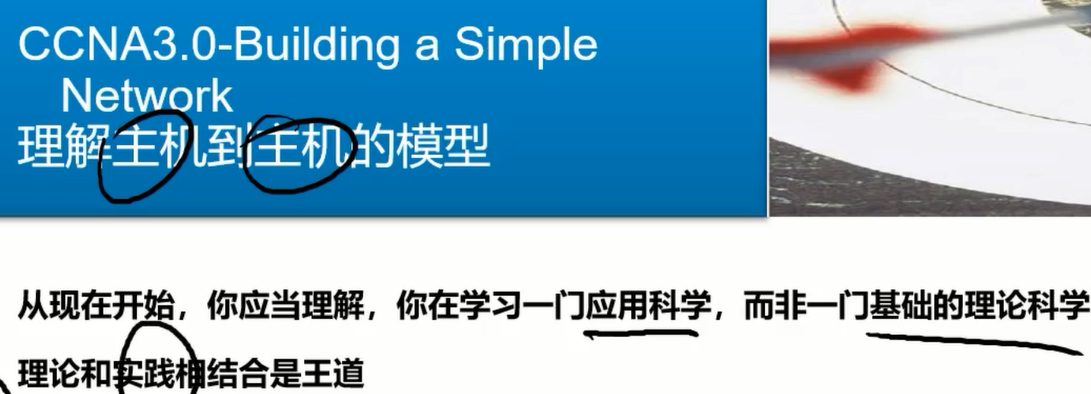 CCNA3.0-Building a Simple
Network
理解主机到主机的模型
从现在开始，你应当理解，你在学习一门应用科学，而非一门基础的理论科学
理论和实践相结合是王道